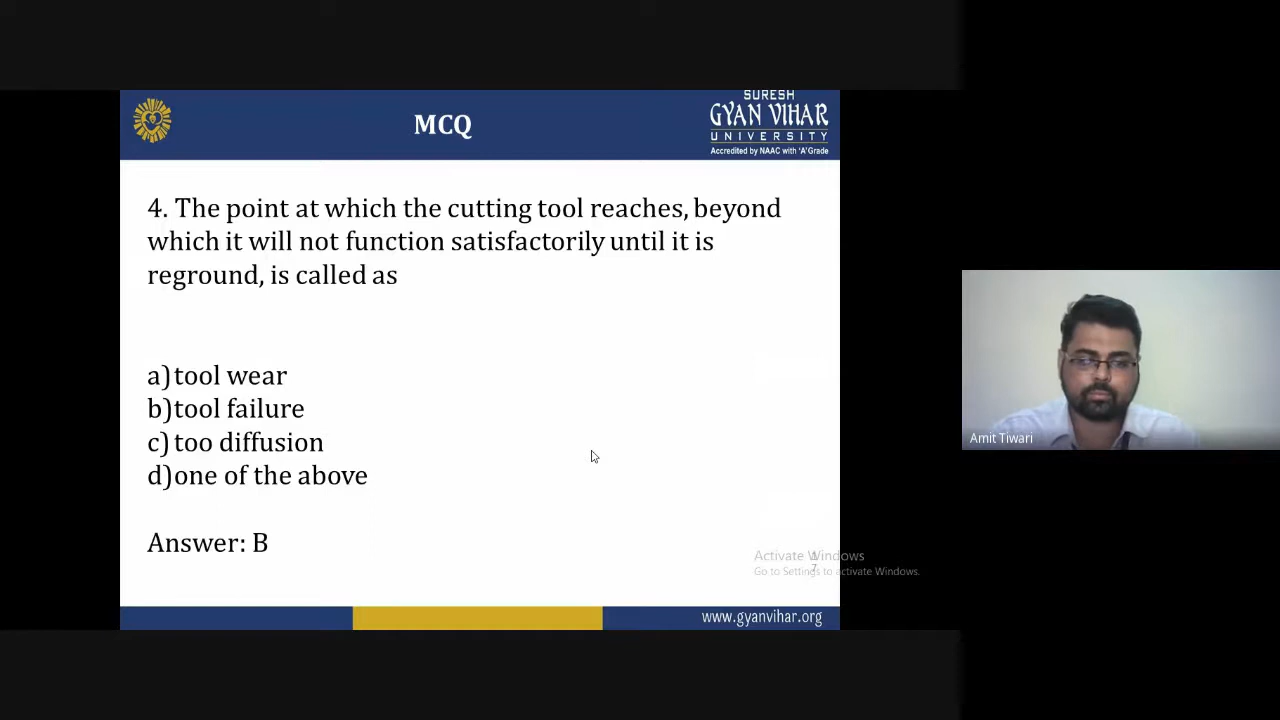 MCQ
SURESH
GYAN VIHAR
UNIVERSITY
Accredited by NAAC with 'A' Grade
4. The point at which the cutting tool reaches, beyond
which it will not function satisfactorily until it is
reground, is called as
a) tool wear
b) tool failure
c) too diffusion
d) one of the above
Answer: B
Amit Tiwari
Activate Windows
Go to Settings to activate Windows.
1
7
www.gyanvihar.org